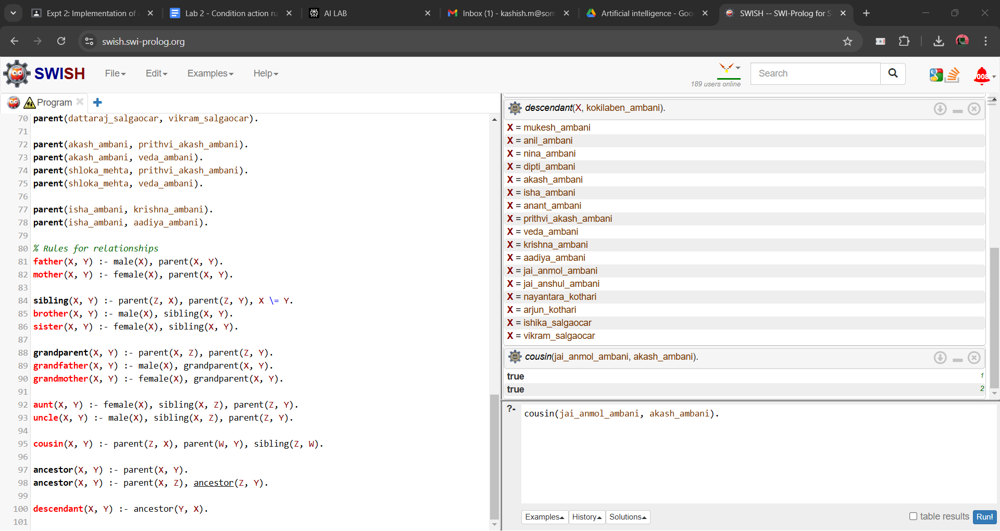 Expt 2: Implementation of
Lab 2 - Condition action ru
AI LAB
Inbox (1) - kashish.m@som
Artificial intelligence - Goo
SWISH -- SWI-Prolog for S
swish.swi-prolog.org
SWISH
File
Edit
Examples
Help
189 users online
Search
008
Program
70 parent(dattaraj_salgaocar, vikram_salgaocar).
71
72 parent(akash_ambani, prithvi_akash_ambani).
73 parent(akash_ambani, veda_ambani).
74 parent(shloka_mehta, prithvi_akash_ambani).
75 parent(shloka_mehta, veda_ambani).
76
77 parent(isha_ambani, krishna_ambani).
78 parent(isha_ambani, aadiya_ambani).
79
80 % Rules for relationships
81 father(X, Y) :- male(X), parent(X, Y).
82 mother(X, Y) :- female(X), parent(X, Y).
83
84 sibling(X, Y) :- parent(Z, X), parent(Z, Y), X \= Y.
85 brother(X, Y) :- male(X), sibling(X, Y).
86 sister(X, Y) :- female(X), sibling(X, Y).
87
88 grandparent(X, Y) :- parent(X, Z), parent(Z, Y).
89 grandfather(X, Y) :- male(X), grandparent(X, Y).
90 grandmother(X, Y) :- female(X), grandparent(X, Y).
91
92 aunt(X, Y) :- female(X), sibling(X, Z), parent(Z, Y).
93 uncle(X, Y) :- male(X), sibling(X, Z), parent(Z, Y).
94
95 cousin(X, Y) :- parent(Z, X), parent(W, Y), sibling(Z, W).
96
97 ancestor(X, Y) :- parent(X, Y).
98 ancestor(X, Y) :- parent(X, Z), ancestor(Z, Y).
99
100 descendant(X, Y) :- ancestor(Y, X).
101
descendant(X, kokilaben_ambani).
X = mukesh_ambani
X = anil_ambani
X = nina_ambani
X = dipti_ambani
X = akash_ambani
X = isha_ambani
X = anant_ambani
X = prithvi_akash_ambani
X = veda_ambani
X = krishna_ambani
X = aadiya_ambani
X = jai_anmol_ambani
X = jai_anshul_ambani
X = nayantara_kothari
X = arjun_kothari
X = ishika_salgaocar
X = vikram_salgaocar
cousin(jai_anmol_ambani, akash_ambani).
true 1
true 2
?- cousin(jai_anmol_ambani, akash_ambani).
Examples History Solutions table results Run!